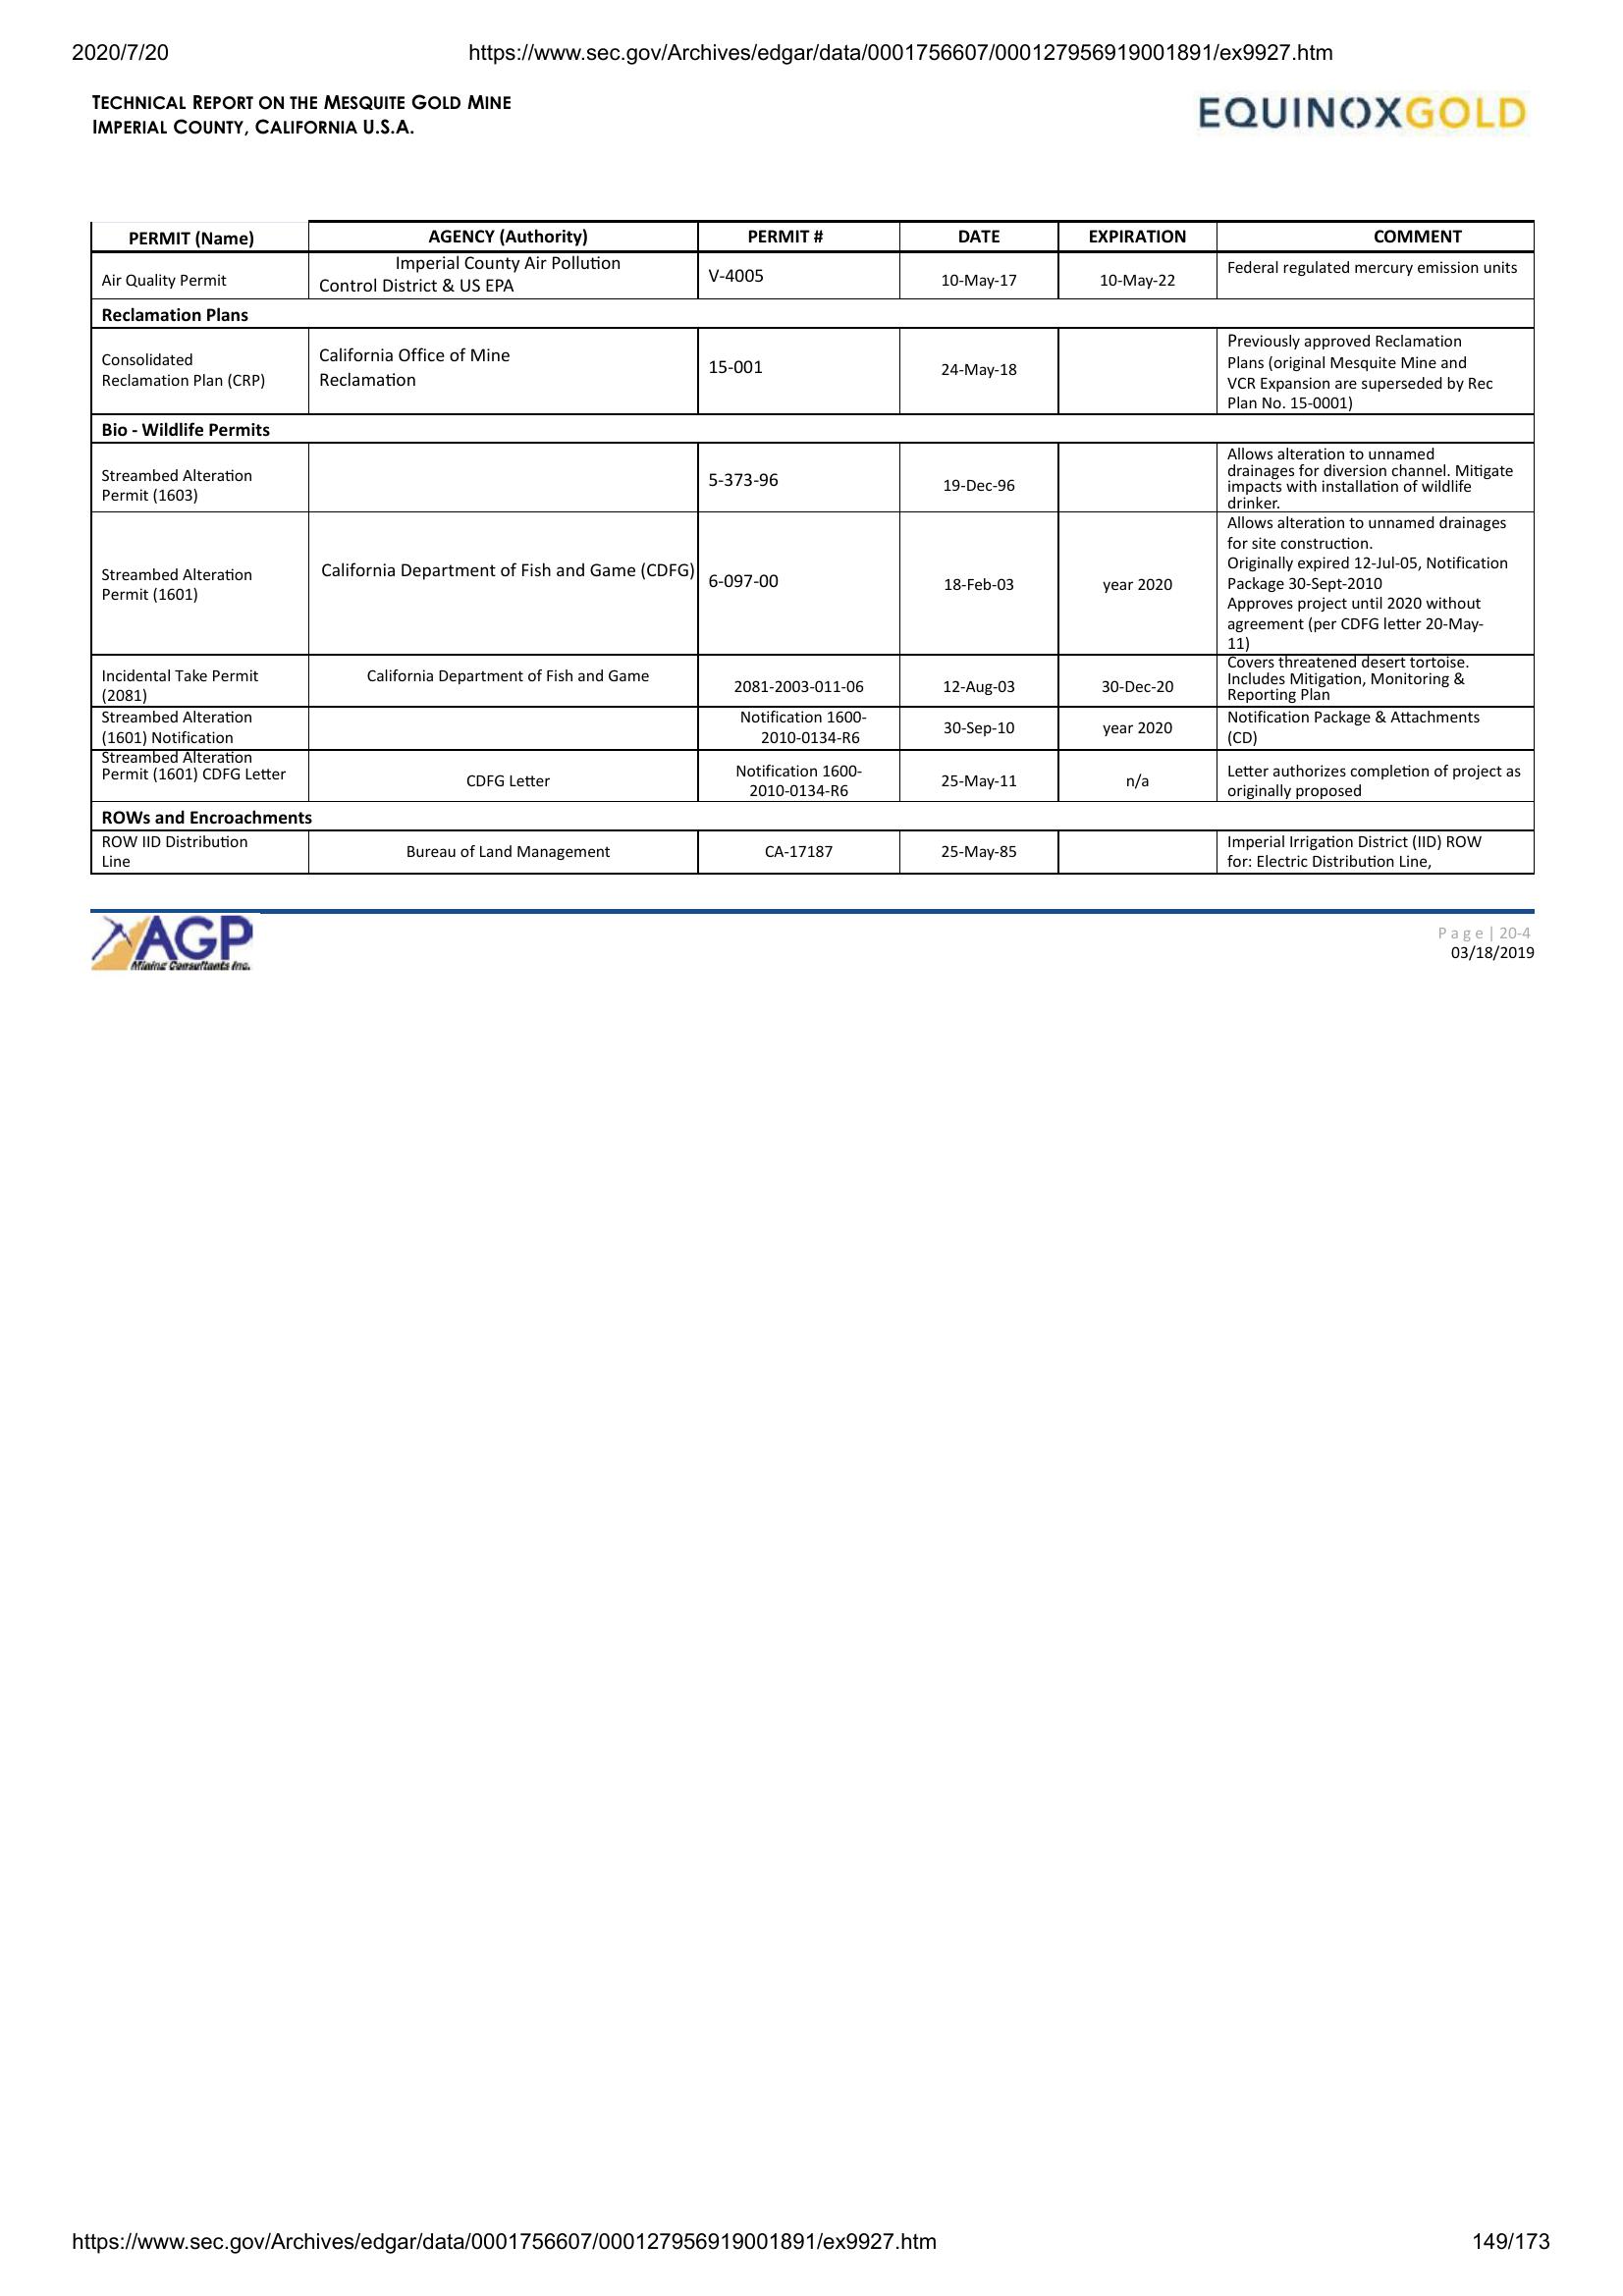 2020/7/20 https://www.sec.gov/Archives/edgar/data/0001756607/000127956919001891/ex9927.htm
TECHNICAL REPORT ON THE MESQUITE GOLD MINE
IMPERIAL COUNTY, CALIFORNIA U.S.A.
EQUINOXGOLD
PERMIT (Name) AGENCY (Authority) PERMIT # DATE EXPIRATION COMMENT
Air Quality Permit
Imperial County Air Pollution
Control District & US EPA
V-4005
10-May-17
10-May-22
Federal regulated mercury emission units
Reclamation Plans
Consolidated
Reclamation Plan (CRP)
California Office of Mine
Reclamation
15-001
24-May-18
Previously approved Reclamation
Plans (original Mesquite Mine and
VCR Expansion are superseded by Rec
Plan No. 15-0001)
Bio - Wildlife Permits
Streambed Alteration
Permit (1603)
5-373-96
19-Dec-96
Allows alteration to unnamed
drainages for diversion channel. Mitigate
impacts with installation of wildlife
drinker.
Streambed Alteration
Permit (1601)
California Department of Fish and Game (CDFG)
6-097-00
18-Feb-03
year 2020
Allows alteration to unnamed drainages
for site construction.
Originally expired 12-Jul-05, Notification
Package 30-Sept-2010
Approves project until 2020 without
agreement (per CDFG letter 20-May-
11)
Incidental Take Permit
(2081)
California Department of Fish and Game
2081-2003-011-06
12-Aug-03
30-Dec-20
Covers threatened desert tortoise.
Includes Mitigation, Monitoring &
Reporting Plan
Streambed Alteration
(1601) Notification
Notification 1600-
2010-0134-R6
30-Sep-10
year 2020
Notification Package & Attachments
(CD)
Streambed Alteration
Permit (1601) CDFG Letter
CDFG Letter
Notification 1600-
2010-0134-R6
25-May-11
n/a
Letter authorizes completion of project as
originally proposed
ROWs and Encroachments
ROW IID Distribution
Line
Bureau of Land Management
CA-17187
25-May-85
Imperial Irrigation District (IID) ROW
for: Electric Distribution Line,
AGP
Mining Consultants Inc.
Page | 20-4
03/18/2019
https://www.sec.gov/Archives/edgar/data/0001756607/000127956919001891/ex9927.htm 149/173